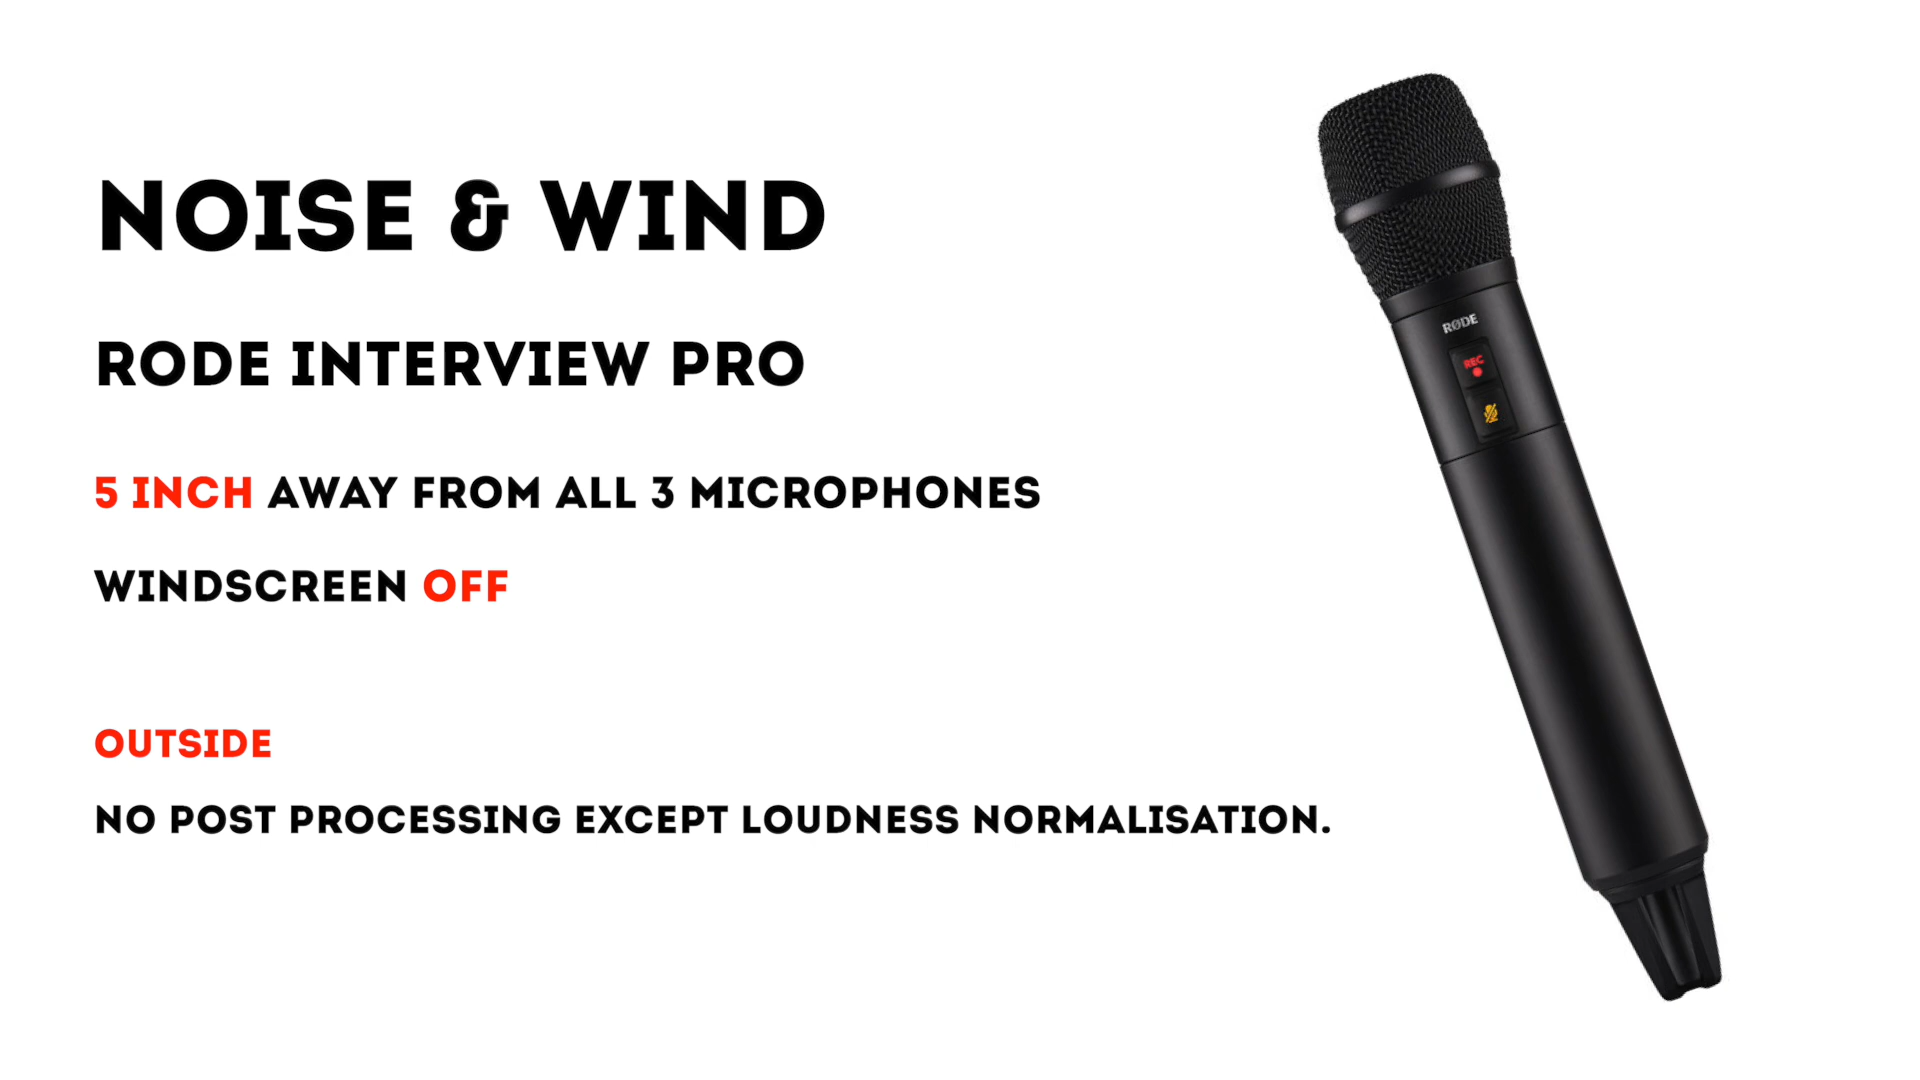 NOISE & WIND
RODE INTERVIEW PRO
5 INCH AWAY FROM ALL 3 MICROPHONES
WINDSCREEN OFF
OUTSIDE
NO POST PROCESSING EXCEPT LOUDNESS NORMALISATION.
RØDE
REC